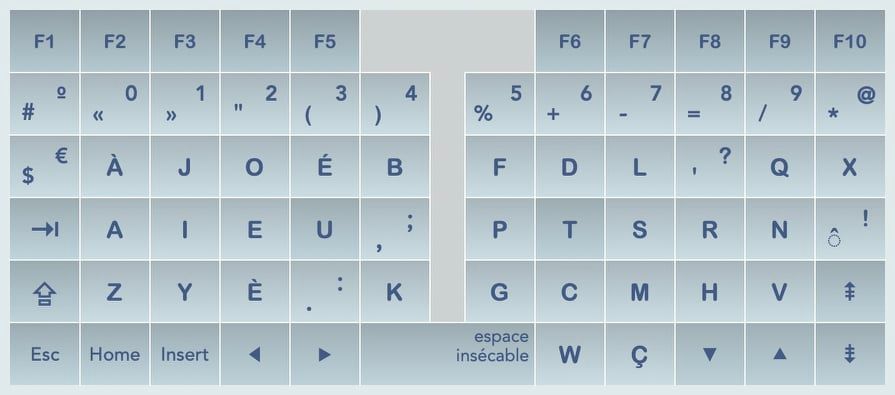 F1 F2 F3 F4 F5 F6 F7 F8 F9 F10
# º « 0 » 1 " 2 ( 3 ) 4 % 5 + 6 - 7 = 8 / 9 * @
$ € À J O É B F D L ' ? Q X
A I E U , ; P T S R N ^ !
Z Y È . : K G C M H V
Esc Home Insert espace
insécable W Ç